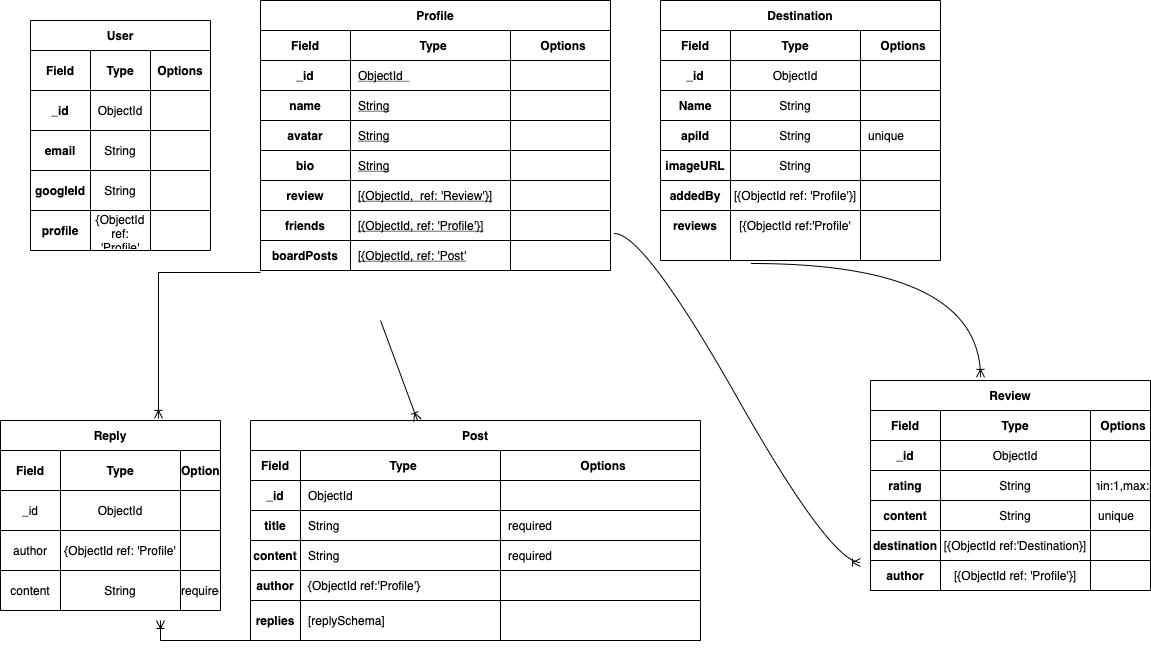 User
Field Type Options
_id ObjectId
email String
googleId String
profile {ObjectId
ref:
'Profile'
Profile
Field Type Options
_id ObjectId
name String
avatar String
bio String
review [{ObjectId,  ref: 'Review'}]
friends [{ObjectId, ref: 'Profile'}]
boardPosts [{ObjectId, ref: 'Post'
Destination
Field Type Options
_id ObjectId
Name String
apiId String unique
imageURL String
addedBy [{ObjectId ref: 'Profile'}]
reviews [{ObjectId ref:'Profile'
Reply
Field Type Option
_id ObjectId
author {ObjectId ref: 'Profile'
content String require
Post
Field Type Options
_id ObjectId
title String required
content String required
author {ObjectId ref:'Profile'}
replies [replySchema]
Review
Field Type Options
_id ObjectId
rating String in:1,max:
content String unique
destination [{ObjectId ref:'Destination}]
author [{ObjectId ref: 'Profile'}]